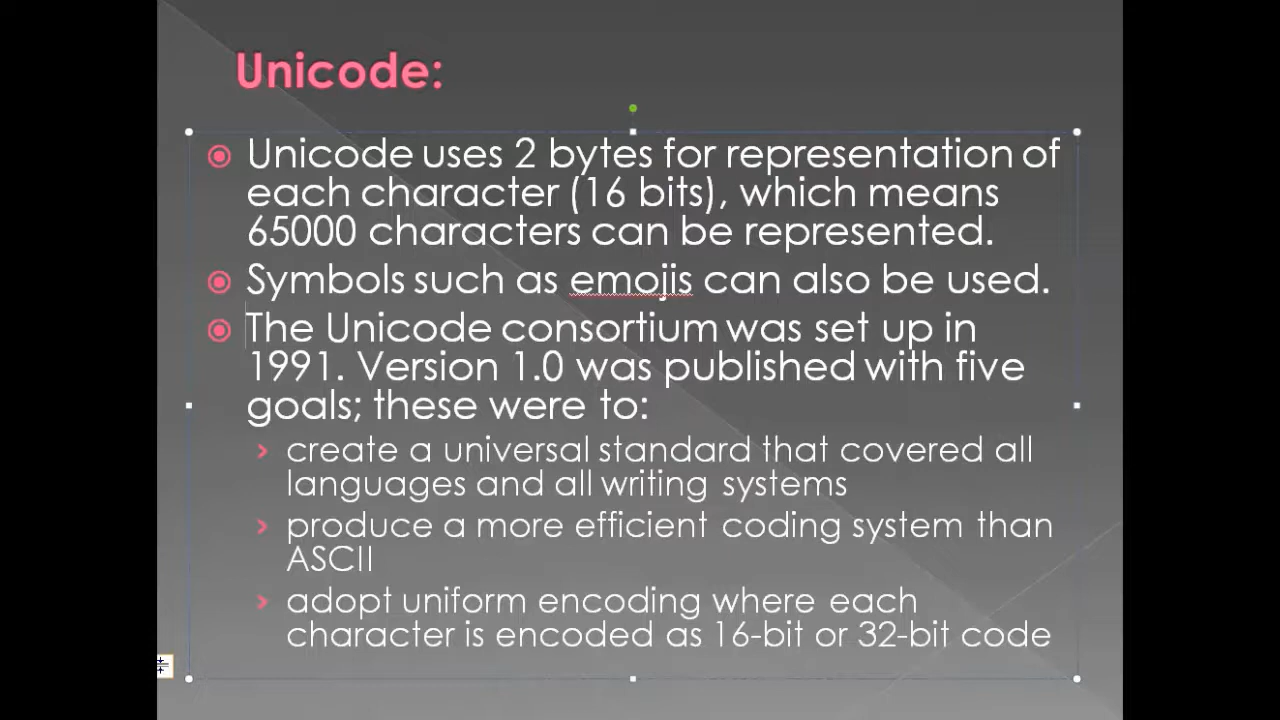 Unicode:
Unicode uses 2 bytes for representation of
each character (16 bits), which means
65000 characters can be represented.
Symbols such as emojis can also be used.
The Unicode consortium was set up in
1991. Version 1.0 was published with five
goals; these were to:
create a universal standard that covered all
languages and all writing systems
produce a more efficient coding system than
ASCII
adopt uniform encoding where each
character is encoded as 16-bit or 32-bit code